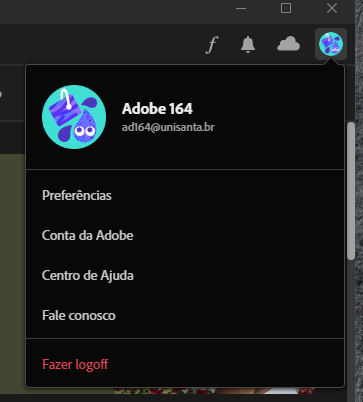 Adobe 164
ad164@unisanta.br
Preferências
Conta da Adobe
Centro de Ajuda
Fale conosco
Fazer logoff